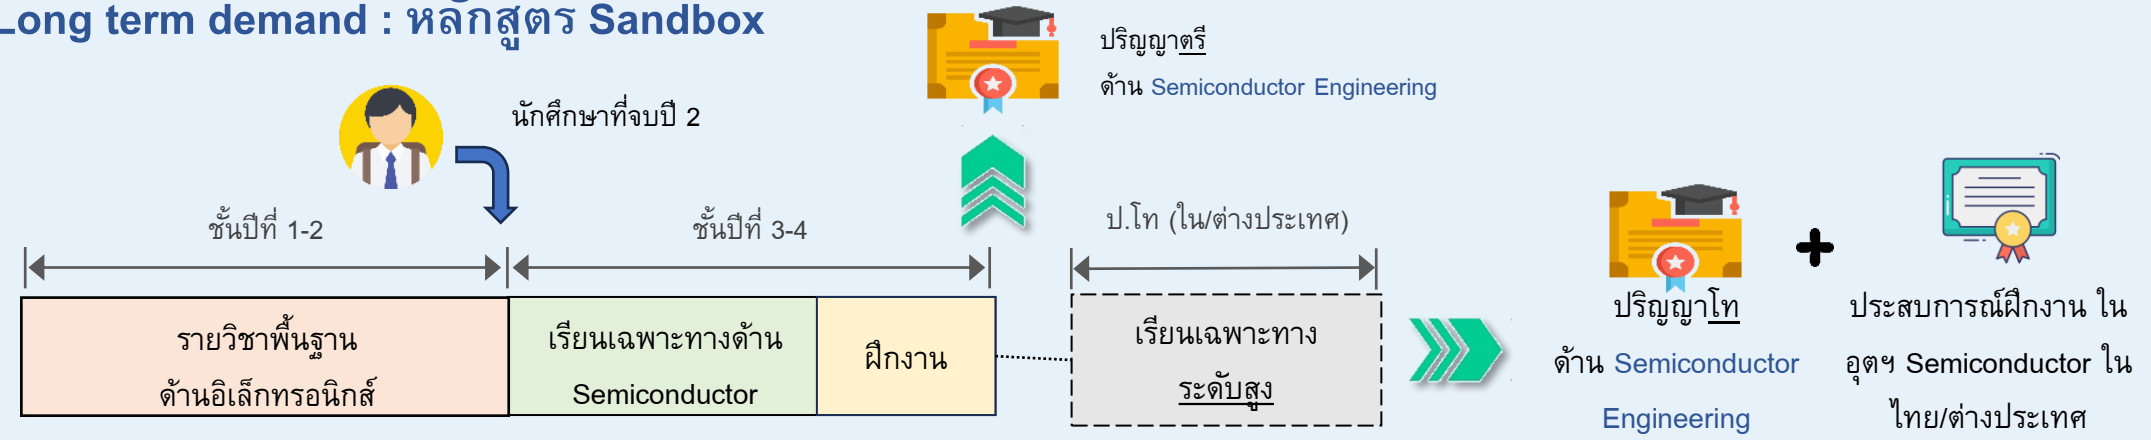 Long term demand : หลักสูตร Sandbox
ปริญญาตรี
ด้าน Semiconductor Engineering
นักศึกษาที่จบปี 2
ชั้นปีที่ 1-2
ชั้นปีที่ 3-4
ป.โท (ใน/ต่างประเทศ)
รายวิชาพื้นฐาน
ด้านอิเล็กทรอนิกส์
เรียนเฉพาะทางด้าน
Semiconductor
ฝึกงาน
เรียนเฉพาะทาง
ระดับสูง
ปริญญาโท
ด้าน Semiconductor
Engineering
ประสบการณ์ฝึกงาน ใน
อุตฯ Semiconductor ใน
ไทย/ต่างประเทศ